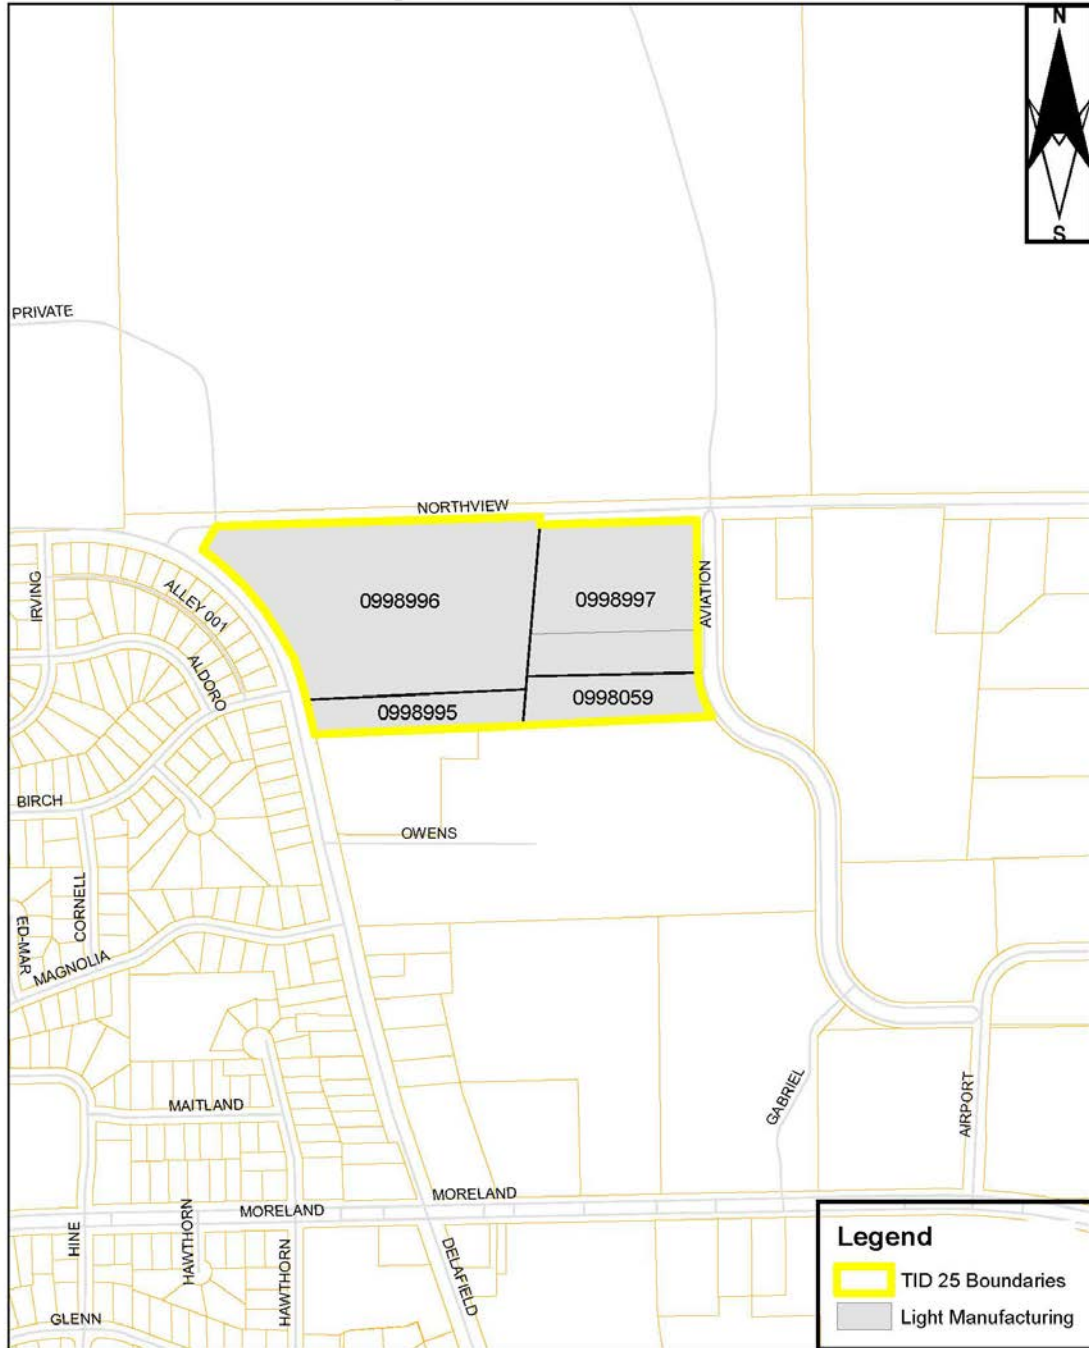 N
S
PRIVATE
NORTHVIEW
IRVING
ALLEY 001
ALDORO
0998996
0998997
AVIATION
0998995
0998059
BIRCH
OWENS
CORNELL
ED-MAR
MAGNOLIA
MAITLAND
GABRIEL
AIRPORT
MORELAND
MORELAND
HINE
HAWTHORN
HAWTHORN
DELAFIELD
GLENN
Legend
TID 25 Boundaries
Light Manufacturing